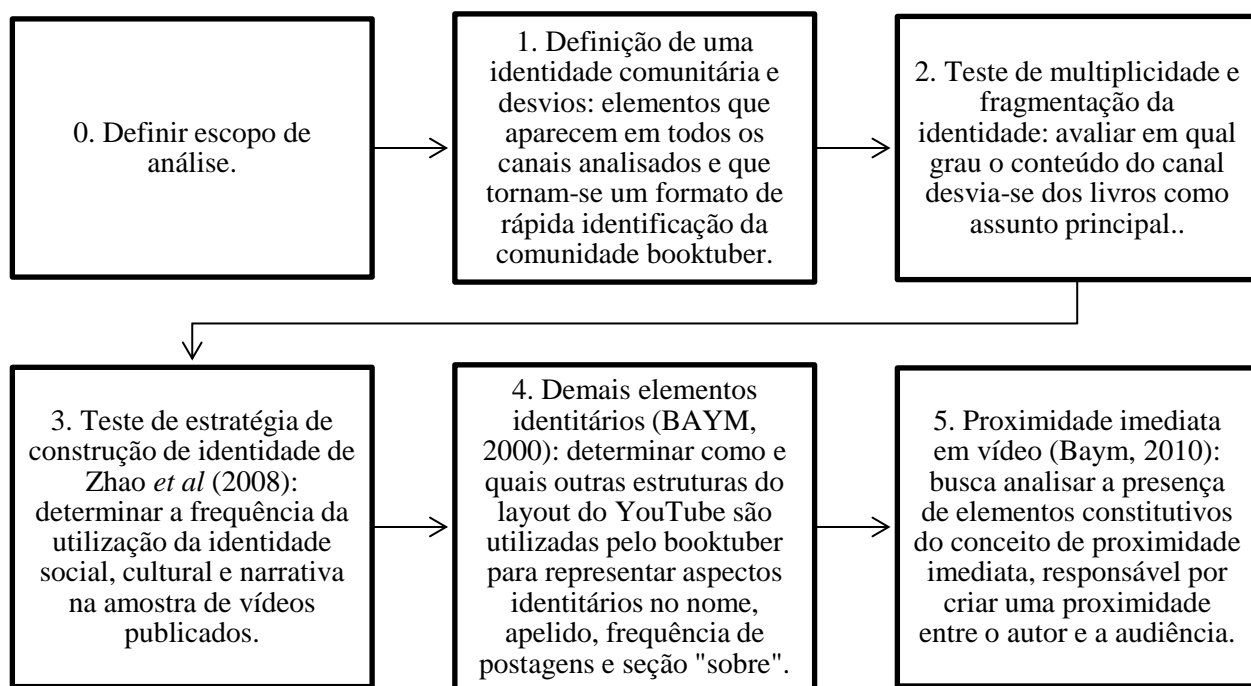 0. Definir escopo de
análise.
1. Definição de uma
identidade comunitária e
desvios: elementos que
aparecem em todos os
canais analisados e que
tornam-se um formato de
rápida identificação da
comunidade booktuber.
2. Teste de multiplicidade e
fragmentação da
identidade: avaliar em qual
grau o conteúdo do canal
desvia-se dos livros como
assunto principal..
3. Teste de estratégia de
construção de identidade de
Zhao et al (2008):
determinar a frequência da
utilização da identidade
social, cultural e narrativa
na amostra de vídeos
publicados.
4. Demais elementos
identitários (BAYM,
2000): determinar como e
quais outras estruturas do
layout do YouTube são
utilizadas pelo booktuber
para representar aspectos
identitários no nome,
apelido, frequência de
postagens e seção "sobre".
5. Proximidade imediata
em vídeo (Baym, 2010):
busca analisar a presença
de elementos constitutivos
do conceito de proximidade
imediata, responsável por
criar uma proximidade
entre o autor e a audiência.